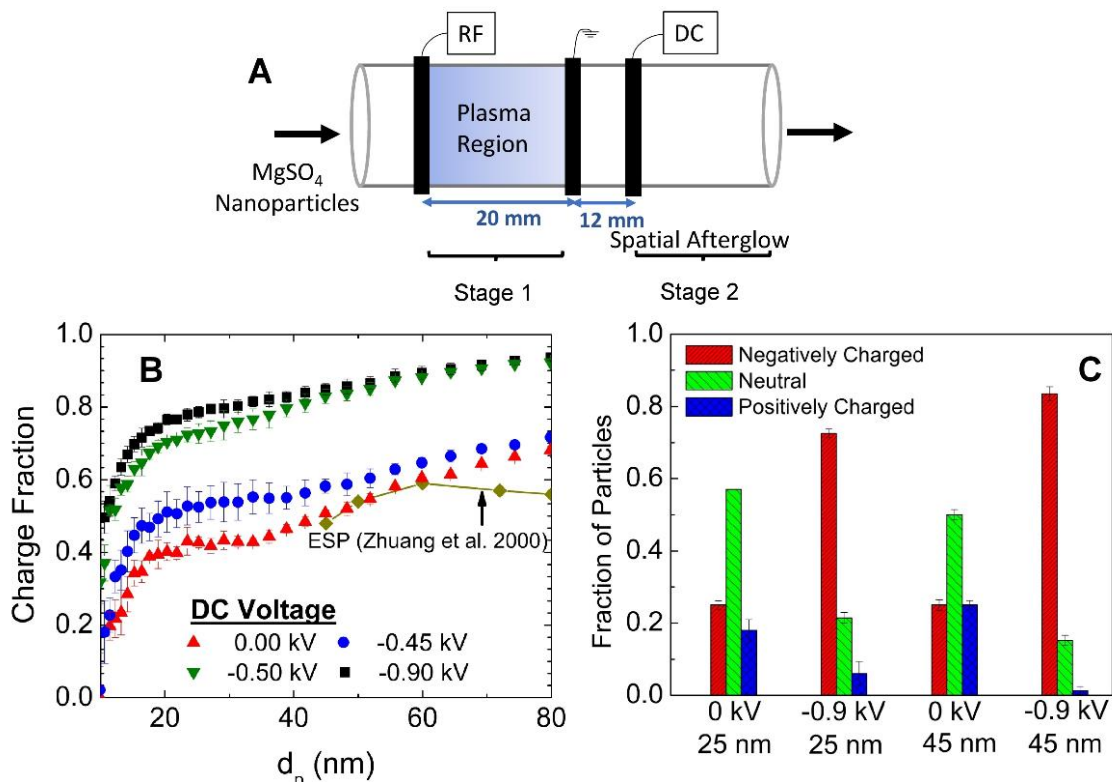 A
RF
DC
Plasma
Region
MgSO₄
Nanoparticles
20 mm
12 mm
Spatial Afterglow
Stage 1
Stage 2
B
Charge Fraction
1.0
0.8
0.6
0.4
0.2
0.0
ESP (Zhuang et al. 2000)
DC Voltage
0.00 kV
-0.45 kV
-0.50 kV
-0.90 kV
20
40
60
80
dₚ (nm)
C
Fraction of Particles
1.0
0.8
0.6
0.4
0.2
0.0
Negatively Charged
Neutral
Positively Charged
0 kV
-0.9 kV
0 kV
-0.9 kV
25 nm
25 nm
45 nm
45 nm